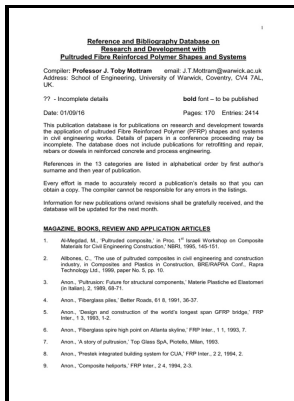 1
Reference and Bibliography Database on
Research and Development with
Pultruded Fibre Reinforced Polymer Shapes and Systems
Compiler: Professor J. Toby Mottram email: J.T.Mottram@warwick.ac.uk
Address: School of Engineering, University of Warwick, Coventry, CV4 7AL,
UK.
?? - Incomplete details bold font – to be published
Date: 01/09/16 Pages: 170 Entries: 2414
This publication database is for publications on research and development towards
the application of pultruded Fibre Reinforced Polymer (PFRP) shapes and systems
in civil engineering works. Details of papers in a conference proceeding may be
incomplete. The database does not include publications for retrofitting and repair,
rebars or dowels in reinforced concrete and process engineering.
References in the 13 categories are listed in alphabetical order by first author's
surname and then year of publication.
Every effort is made to accurately record a publication's details so that you can
obtain a copy. The compiler cannot be responsible for any errors in the listings.
Information for new publications or/and revisions shall be gratefully received, and the
database will be updated for the next month.
MAGAZINE, BOOKS, REVIEW AND APPLICATION ARTICLES
1. Al-Megdad, M., 'Pultruded composite,' in Proc. 1st Israeli Workshop on Composite
Materials for Civil Engineering Construction,' NBRI, 1995, 145-151.
2. Allbones, C., 'The use of pultruded composites in civil engineering and construction
industry, in Composites and Plastics in Construction, BRE/RAPRA Conf., Rapra
Technology Ltd., 1999, paper No. 5, pp. 10.
3. Anon., 'Pultrusion: Future for structural components,' Materie Plastiche ed Elastomeri
(in Italian), 2, 1989, 68-71.
4. Anon., 'Fiberglass piles,' Better Roads, 61 8, 1991, 36-37.
5. Anon., 'Design and construction of the world's longest span GFRP bridge,' FRP
Inter., 1 3, 1993, 1-2.
6. Anon., 'Fiberglass spire high point on Atlanta skyline,' FRP Inter., 1 1, 1993, 7.
7. Anon., 'A story of pultrusion,' Top Glass SpA, Piotello, Milan, 1993.
8. Anon., 'Prestek integrated building system for CUA,' FRP Inter., 2 2, 1994, 2.
9. Anon., 'Composite heliports,' FRP Inter., 2 4, 1994, 2-3.